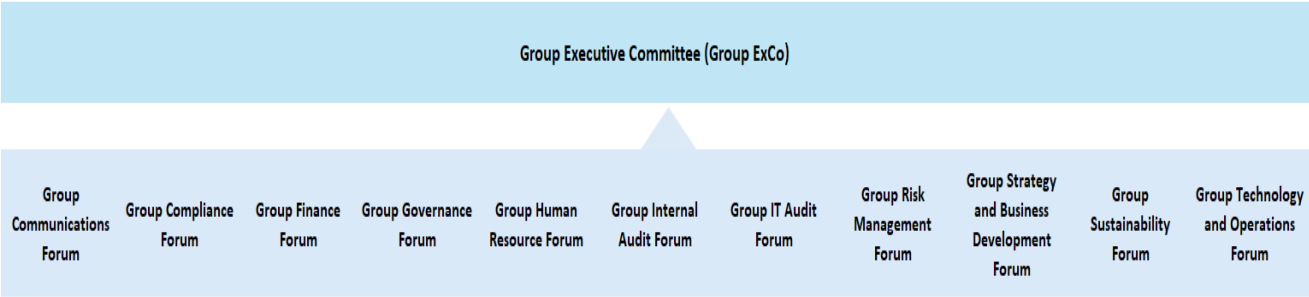 Group Executive Committee (Group ExCo)
Group
Communications
Forum
Group Compliance
Forum
Group Finance
Forum
Group Governance
Forum
Group Human
Resource Forum
Group Internal
Audit Forum
Group IT Audit
Forum
Group Risk
Management
Forum
Group Strategy
and Business
Development
Forum
Group
Sustainability
Forum
Group Technology
and Operations
Forum